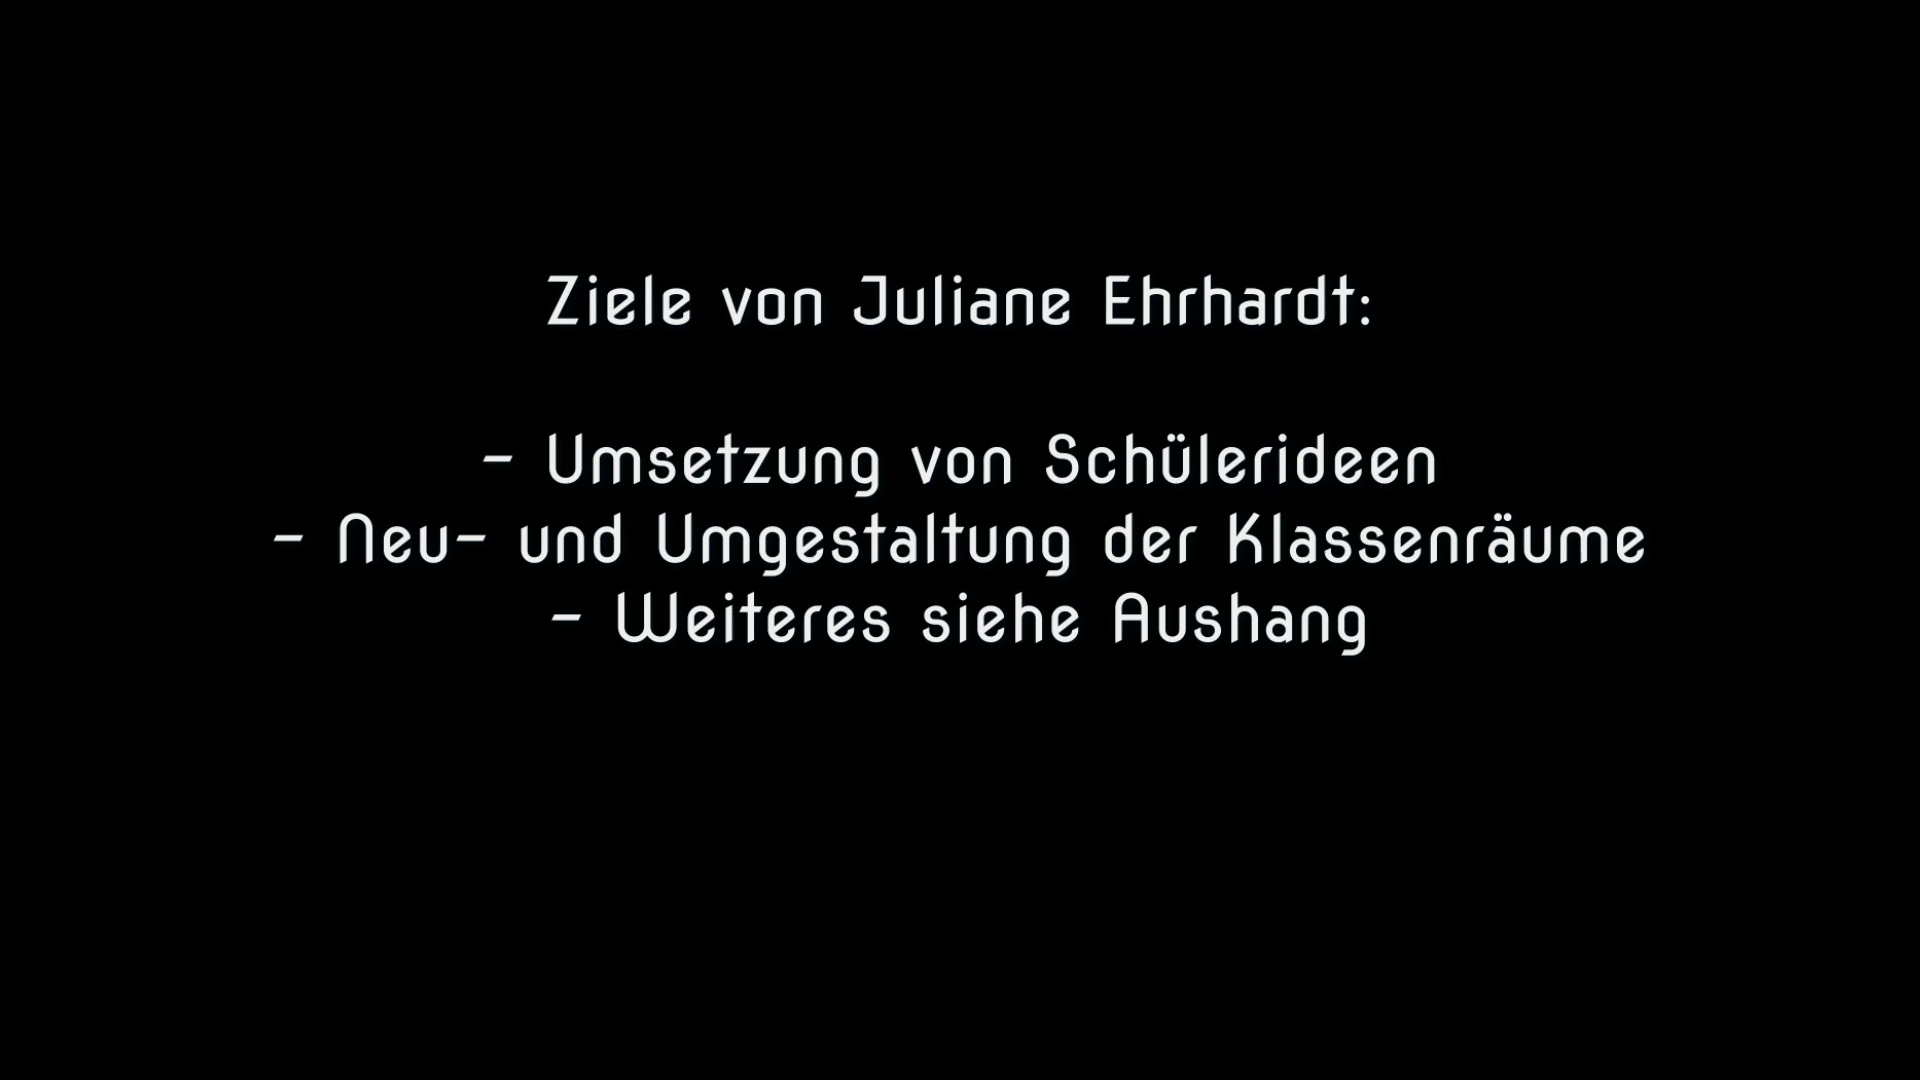 Ziele von Juliane Ehrhardt:
- Umsetzung von Schülerideen
- Neu- und Umgestaltung der Klassenräume
- Weiteres siehe Aushang